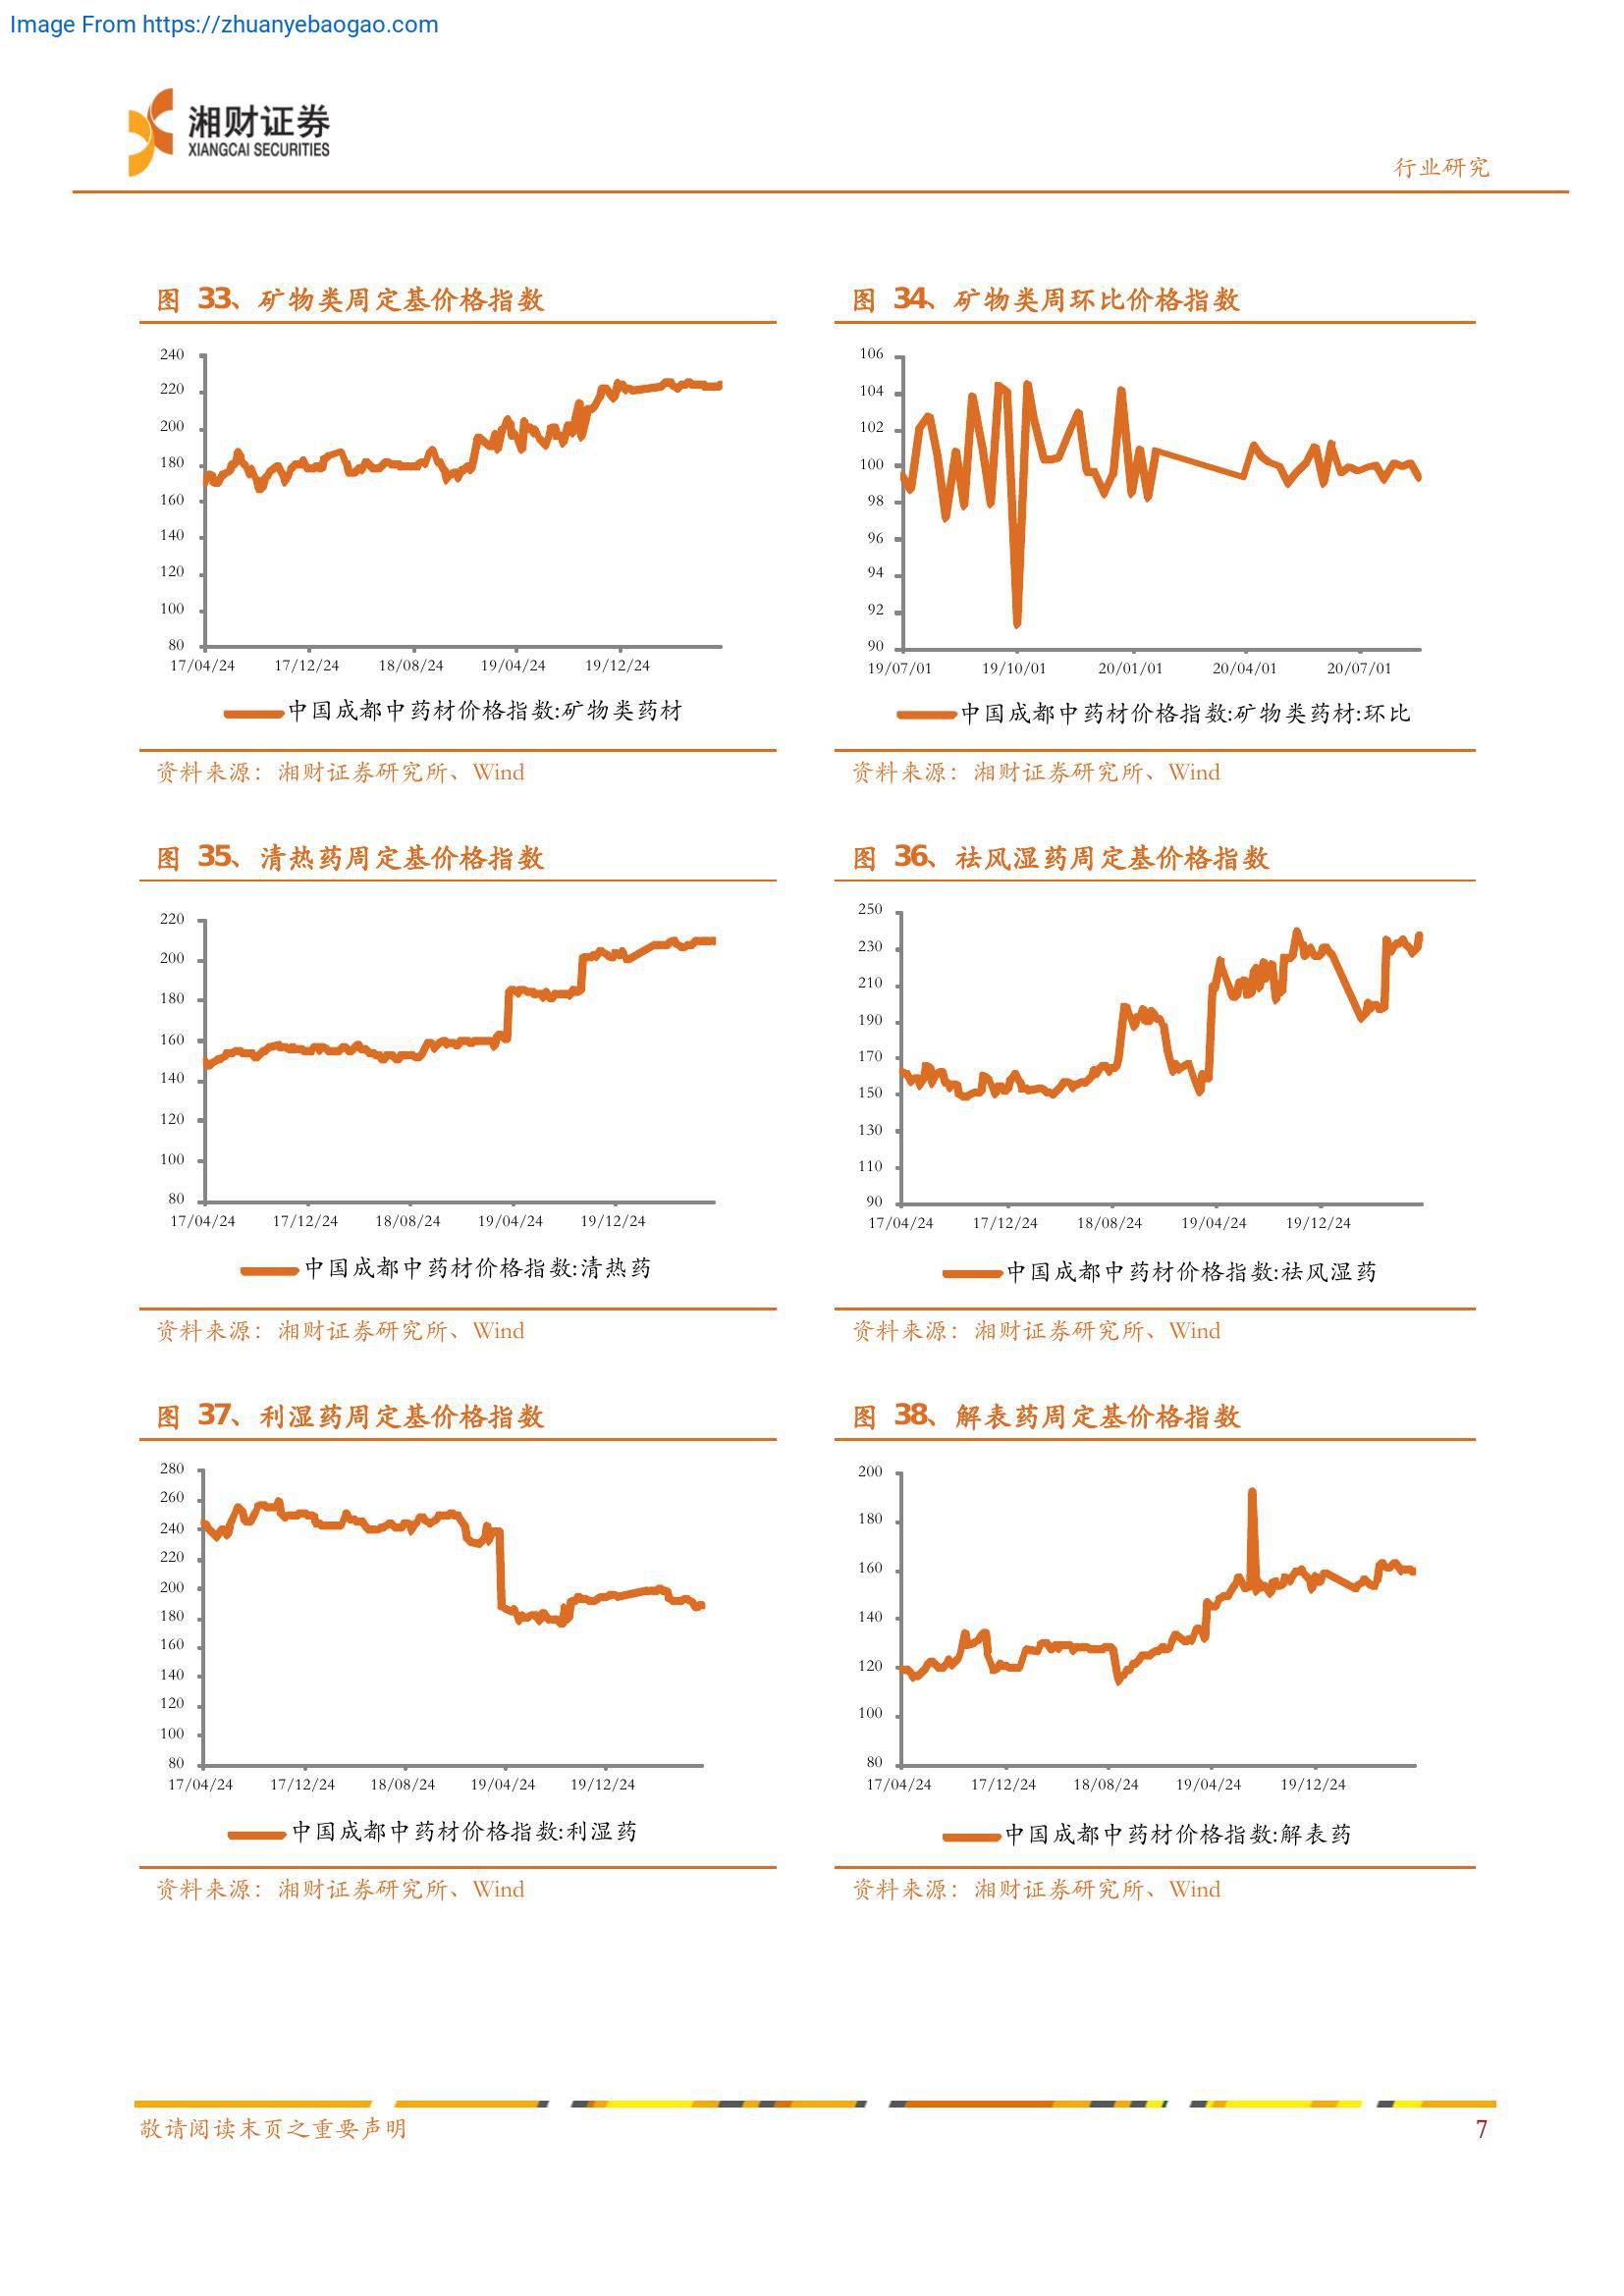 Image From https://zhuanyebaogao.com
湘财证券
XIANGCAI SECURITIES
行业研究
图 33、矿物类周定基价格指数
240
220
200
180
160
140
120
100
80
17/04/24 17/12/24 18/08/24 19/04/24 19/12/24
中国成都中药材价格指数:矿物类药材
资料来源：湘财证券研究所、Wind
图 34、矿物类周环比价格指数
106
104
102
100
98
96
94
92
90
19/07/01 19/10/01 20/01/01 20/04/01 20/07/01
中国成都中药材价格指数:矿物类药材:环比
资料来源：湘财证券研究所、Wind
图 35、清热药周定基价格指数
220
200
180
160
140
120
100
80
17/04/24 17/12/24 18/08/24 19/04/24 19/12/24
中国成都中药材价格指数:清热药
资料来源：湘财证券研究所、Wind
图 36、祛风湿药周定基价格指数
250
230
210
190
170
150
130
110
90
17/04/24 17/12/24 18/08/24 19/04/24 19/12/24
中国成都中药材价格指数:祛风湿药
资料来源：湘财证券研究所、Wind
图 37、利湿药周定基价格指数
280
260
240
220
200
180
160
140
120
100
80
17/04/24 17/12/24 18/08/24 19/04/24 19/12/24
中国成都中药材价格指数:利湿药
资料来源：湘财证券研究所、Wind
图 38、解表药周定基价格指数
200
180
160
140
120
100
80
17/04/24 17/12/24 18/08/24 19/04/24 19/12/24
中国成都中药材价格指数:解表药
资料来源：湘财证券研究所、Wind
敬请阅读末页之重要声明
7